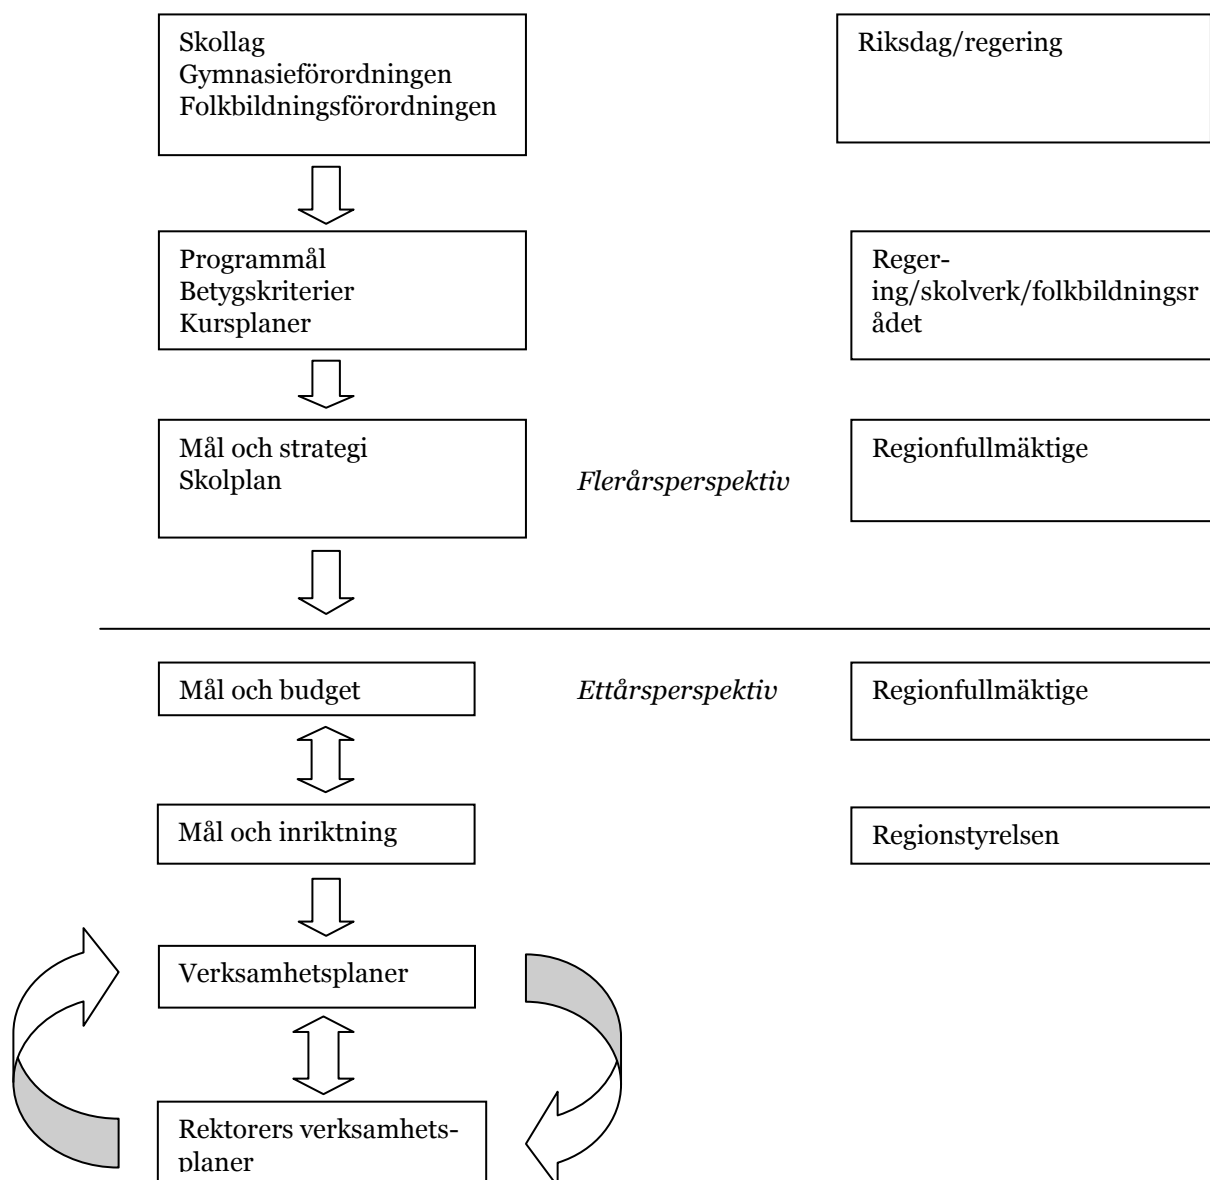 Skollag
Gymnasieförordningen
Folkbildningsförordningen
Riksdag/regering
Programmål
Betygskriterier
Kursplaner
Reger-
ing/skolverk/folkbildningsr
ådet
Mål och strategi
Skolplan
Flerårsperspektiv
Regionfullmäktige
Mål och budget
Ettårsperspektiv
Regionfullmäktige
Mål och inriktning
Regionstyrelsen
Verksamhetsplaner
Rektorers verksamhets-
planer